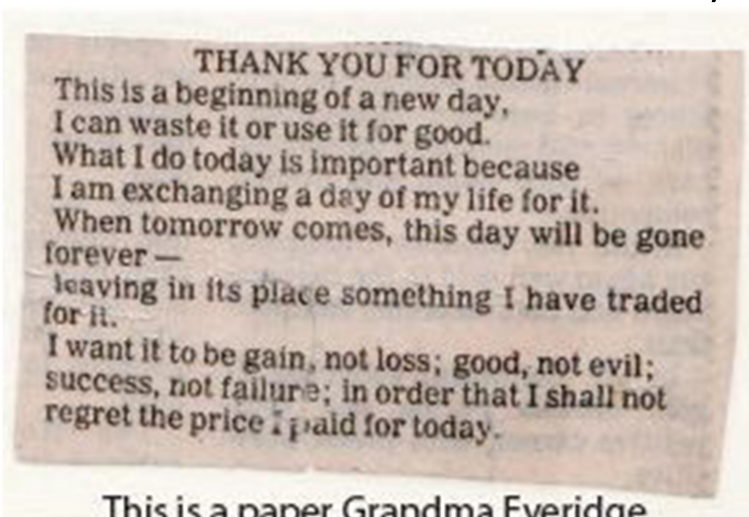 THANK YOU FOR TODAY
This is a beginning of a new day,
I can waste it or use it for good.
What I do today is important because
I am exchanging a day of my life for it.
When tomorrow comes, this day will be gone
forever —
leaving in its place something I have traded
for it.
I want it to be gain, not loss; good, not evil;
success, not failure; in order that I shall not
regret the price I paid for today.
This is a paper Grandma Everidge